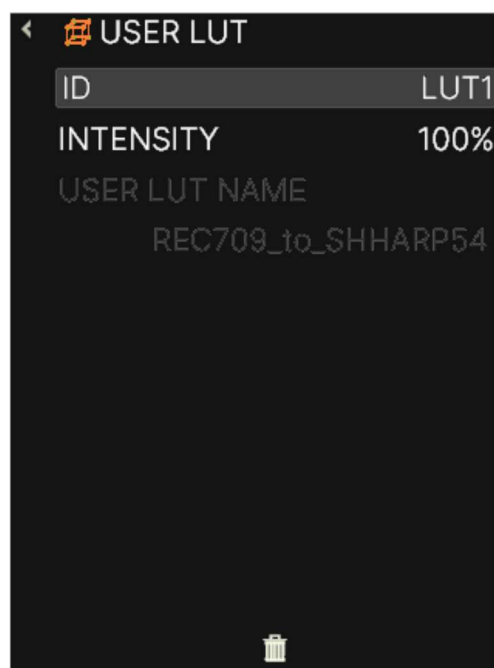 USER LUT
ID LUT1
INTENSITY 100%
USER LUT NAME
REC709_to_SHHARP54